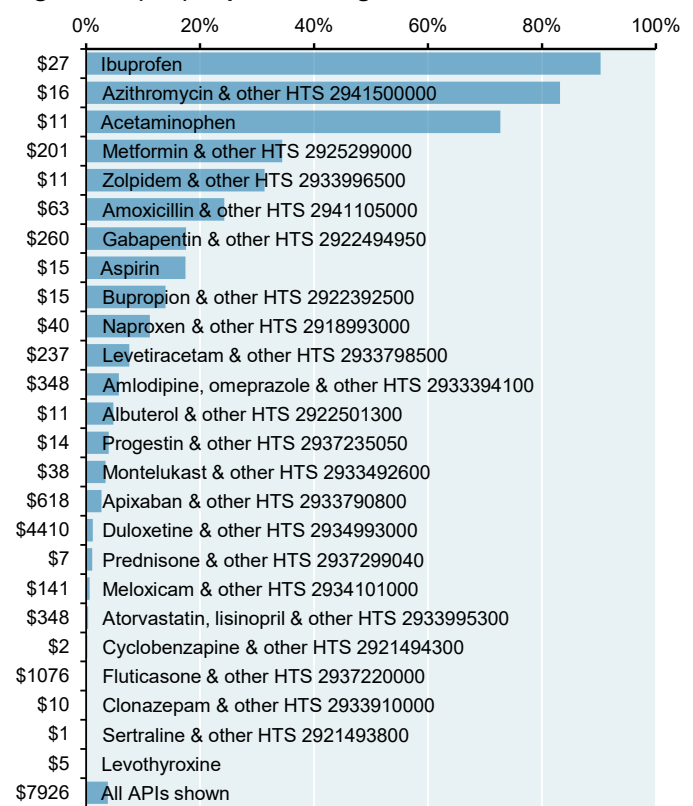 0% 20% 40% 60% 80% 100%
$27 Ibuprofen
$16 Azithromycin & other HTS 2941500000
$11 Acetaminophen
$201 Metformin & other HTS 2925299000
$11 Zolpidem & other HTS 2933996500
$63 Amoxicillin & other HTS 2941105000
$260 Gabapentin & other HTS 2922494950
$15 Aspirin
$15 Bupropion & other HTS 2922392500
$40 Naproxen & other HTS 2918993000
$237 Levetiracetam & other HTS 2933798500
$348 Amlodipine, omeprazole & other HTS 2933394100
$11 Albuterol & other HTS 2922501300
$14 Progestin & other HTS 2937235050
$38 Montelukast & other HTS 2933492600
$618 Apixaban & other HTS 2933790800
$4410 Duloxetine & other HTS 2934993000
$7 Prednisone & other HTS 2937299040
$141 Meloxicam & other HTS 2934101000
$348 Atorvastatin, lisinopril & other HTS 2933995300
$2 Cyclobenzapine & other HTS 2921494300
$1076 Fluticasone & other HTS 2937220000
$10 Clonazepam & other HTS 2933910000
$1 Sertraline & other HTS 2921493800
$5 Levothyroxine
$7926 All APIs shown